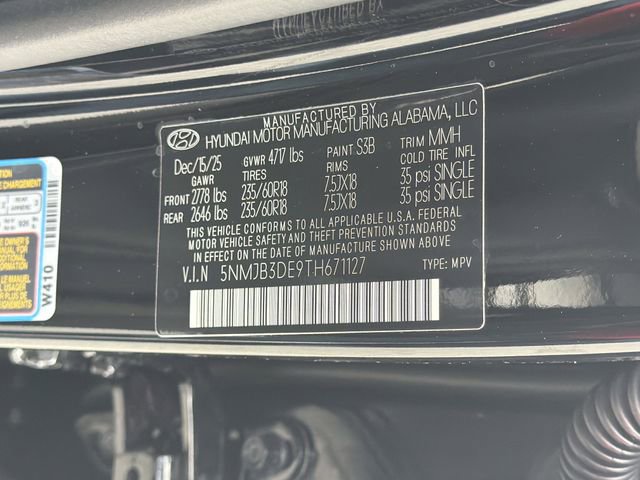 MANUFACTURED BY
HYUNDAI MOTOR MANUFACTURING ALABAMA, LLC
Dec/15/25 GVWR 4717 lbs PAINT S3B TRIM MMH
GAWR TIRES RIMS COLD TIRE INFL
FRONT 2778 lbs 235/60R18 7.5JX18 35 psi SINGLE
REAR 2646 lbs 235/60R18 7.5JX18 35 psi SINGLE
THIS VEHICLE CONFORMS TO ALL APPLICABLE U.S.A. FEDERAL
MOTOR VEHICLE SAFETY AND THEFT PREVENTION STANDARDS
IN EFFECT ON THE DATE OF MANUFACTURE SHOWN ABOVE.
V.I.N 5NMJB3DE9TH671127 TYPE: MPV
W410